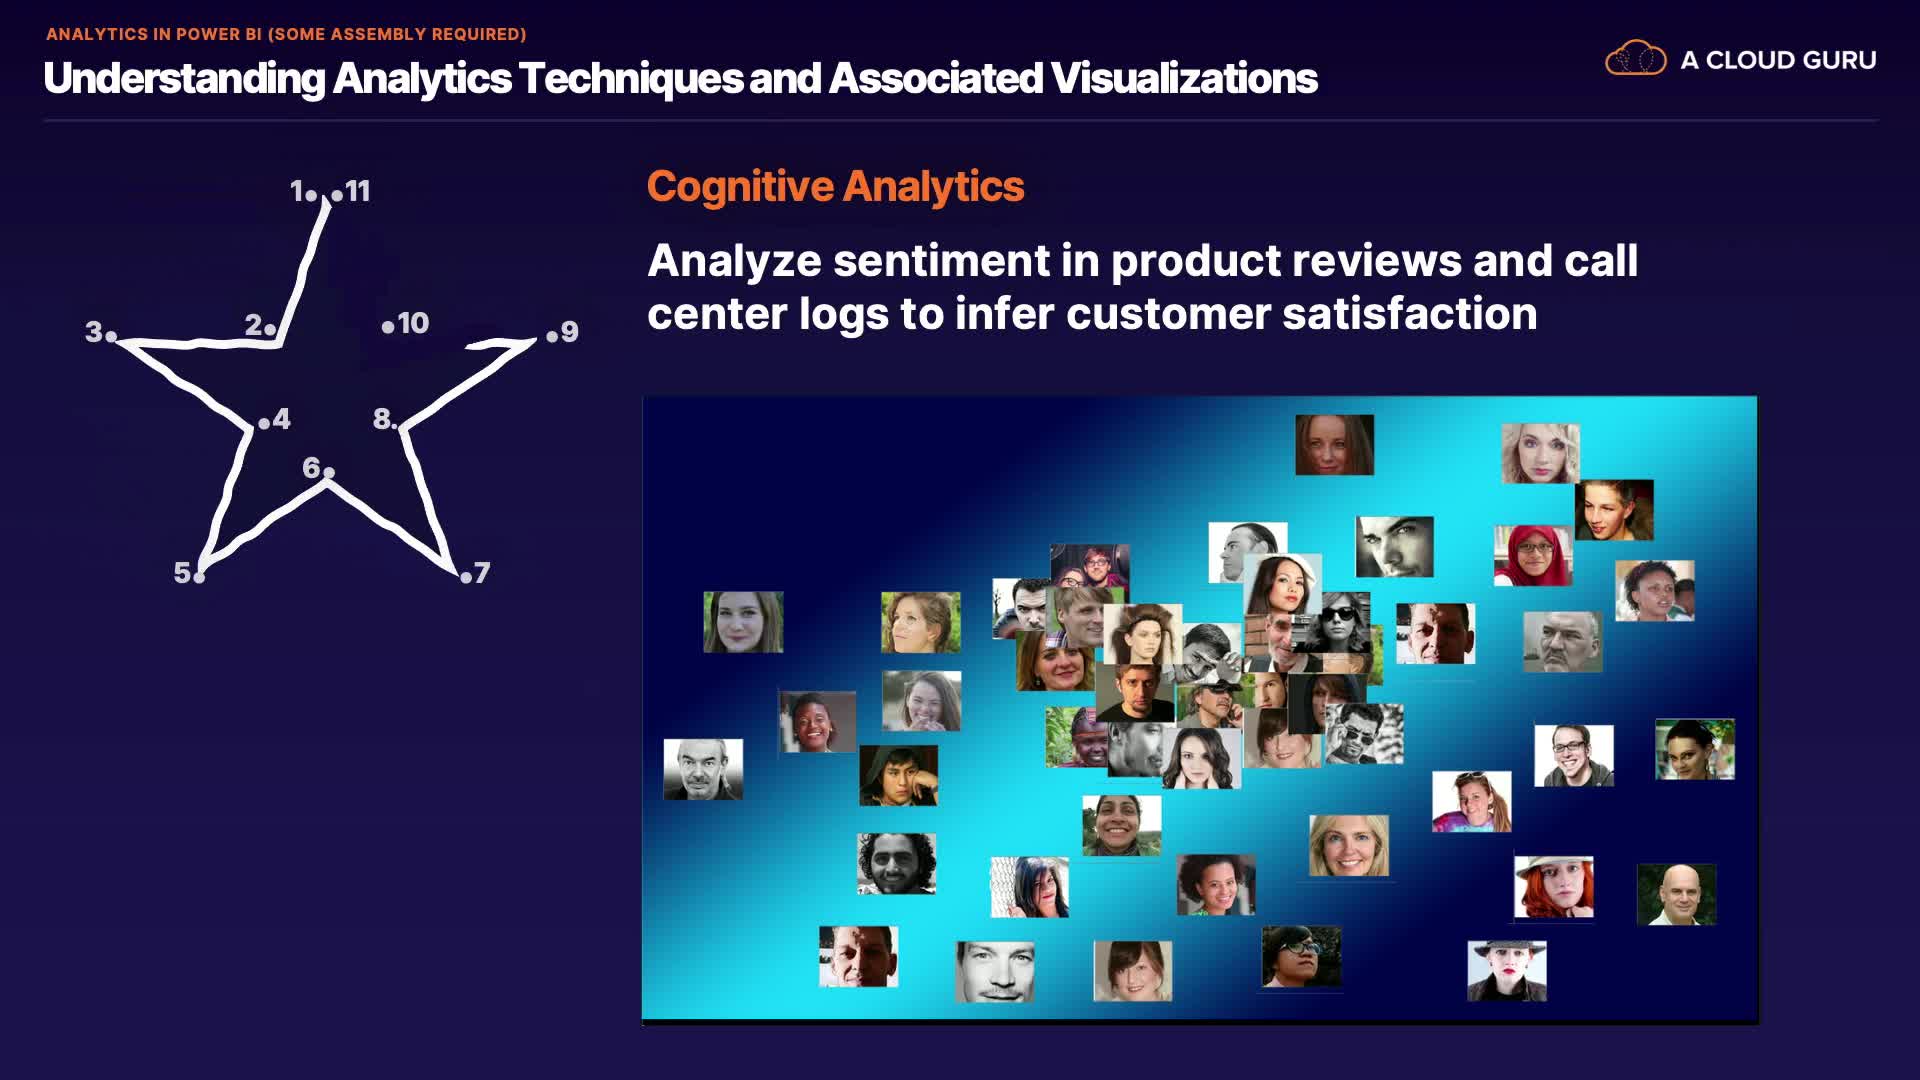 ANALYTICS IN POWER BI (SOME ASSEMBLY REQUIRED)
Understanding Analytics Techniques and Associated Visualizations
A CLOUD GURU
1
11
2
10
3
9
4
8
6
5
7
Cognitive Analytics
Analyze sentiment in product reviews and call
center logs to infer customer satisfaction